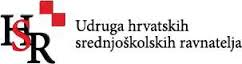 HSR
Udruga hrvatskih
srednjoškolskih ravnatelja